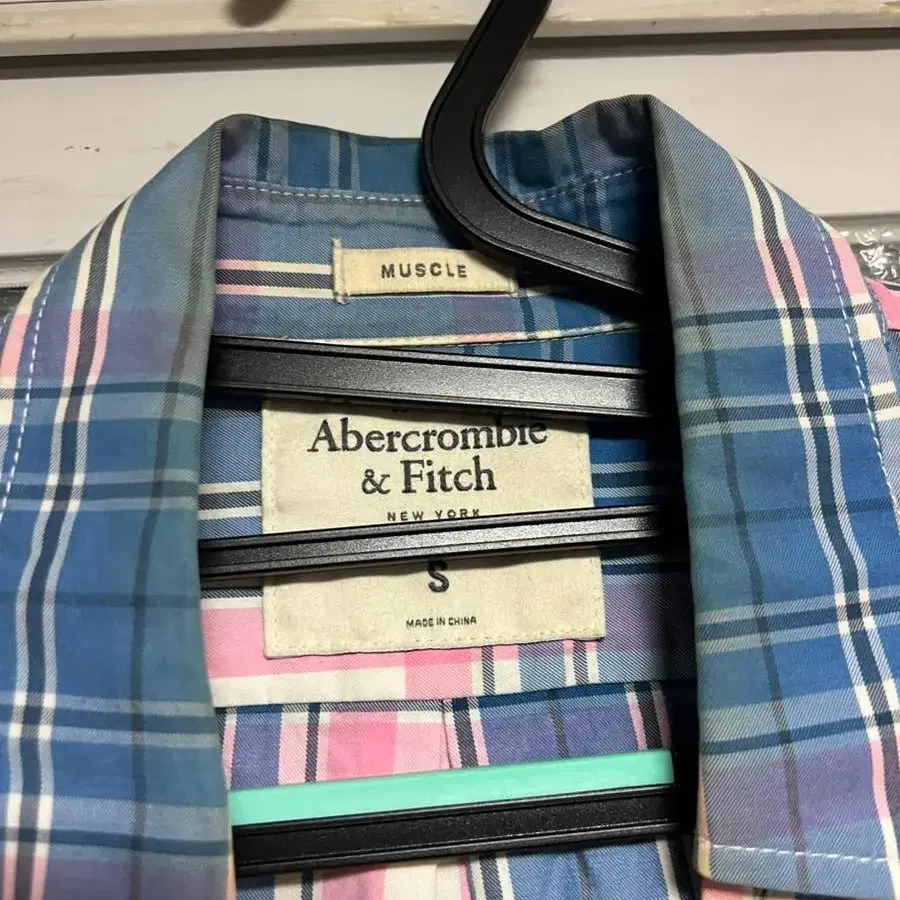 MUSCLE
Abercrombie
& Fitch
NEW YORK
S
MADE IN CHINA